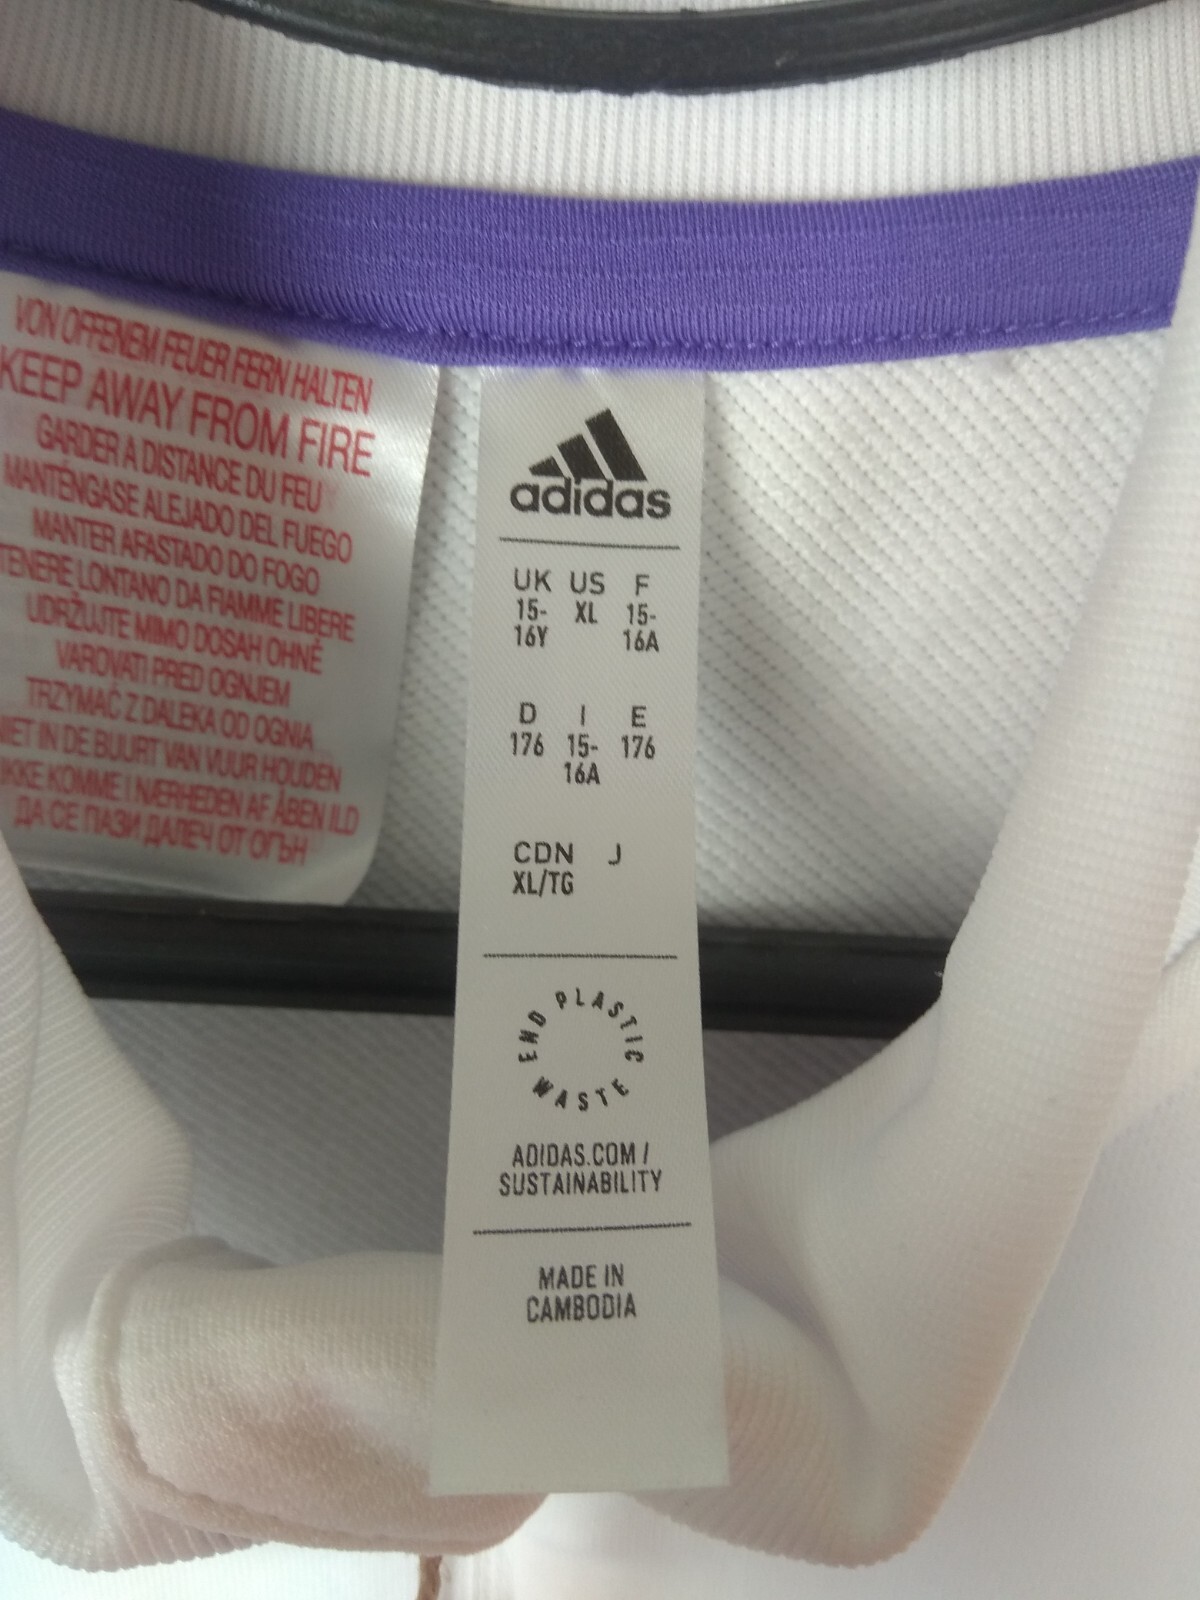 VON OFFENEM FEUER FERN HALTEN
KEEP AWAY FROM FIRE
GARDER A DISTANCE DU FEU
MANTÉNGASE ALEJADO DEL FUEGO
MANTER AFASTADO DO FOGO
TENERE LONTANO DA FIAMME LIBERE
UDRŽUJTE MIMO DOSAH OHNĚ
VAROVATI PRED OGNJEM
TRZYMAĆ Z DALEKA OD OGNIA
NIET IN DE BUURT VAN VUUR HOUDEN
IKKE KOMME I NÆRHEDEN AF ÅBEN ILD
ДА СЕ ПАЗИ ДАЛЕЧ ОТ ОГЪН
adidas
UK US F
15- XL 15-
16Y 16A
D I E
176 15- 176
16A
CDN J
XL/TG
END PLASTIC WASTE
ADIDAS.COM /
SUSTAINABILITY
MADE IN
CAMBODIA